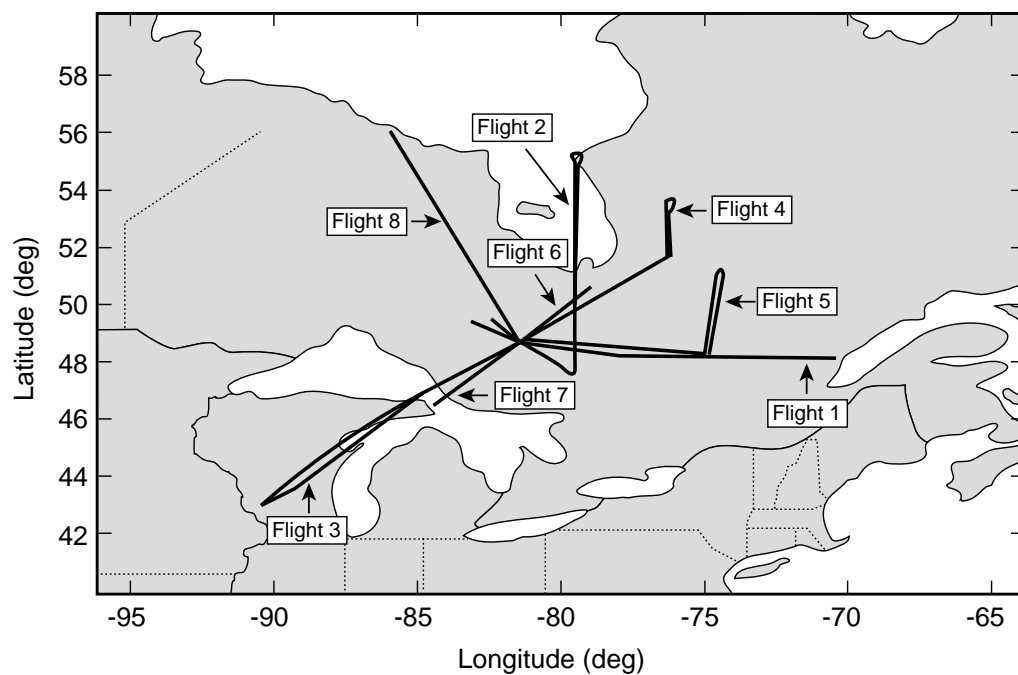 58
56
54
52
50
48
46
44
42
Latitude (deg)
Flight 2
Flight 8
Flight 4
Flight 6
Flight 5
Flight 7
Flight 1
Flight 3
-95
-90
-85
-80
-75
-70
-65
Longitude (deg)